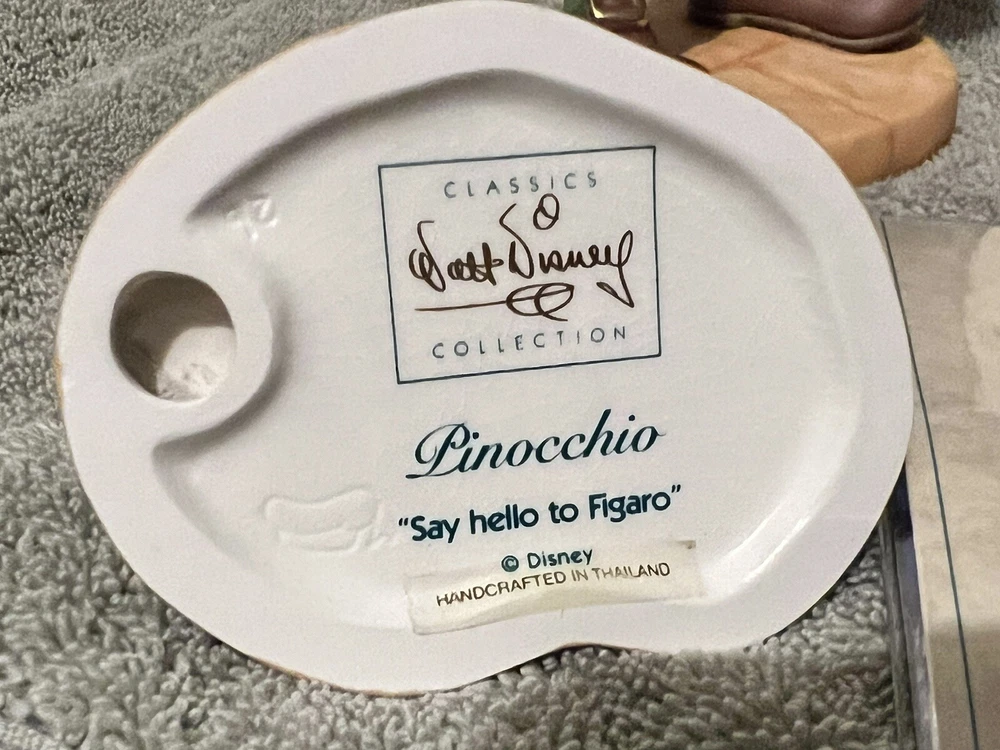 CLASSICS
Walt Disney
COLLECTION
Pinocchio
"Say hello to Figaro"
© Disney
HANDCRAFTED IN THAILAND